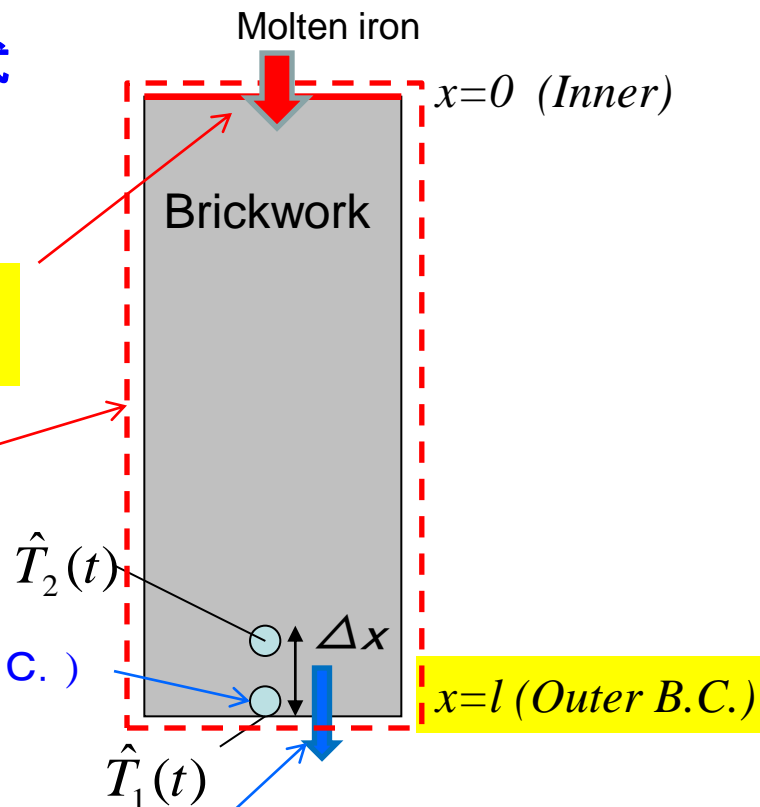 Molten iron
x=0 (Inner)
Brickwork
T̂₂(t)
Δx
C. )
x=l (Outer B.C.)
T̂₁(t)